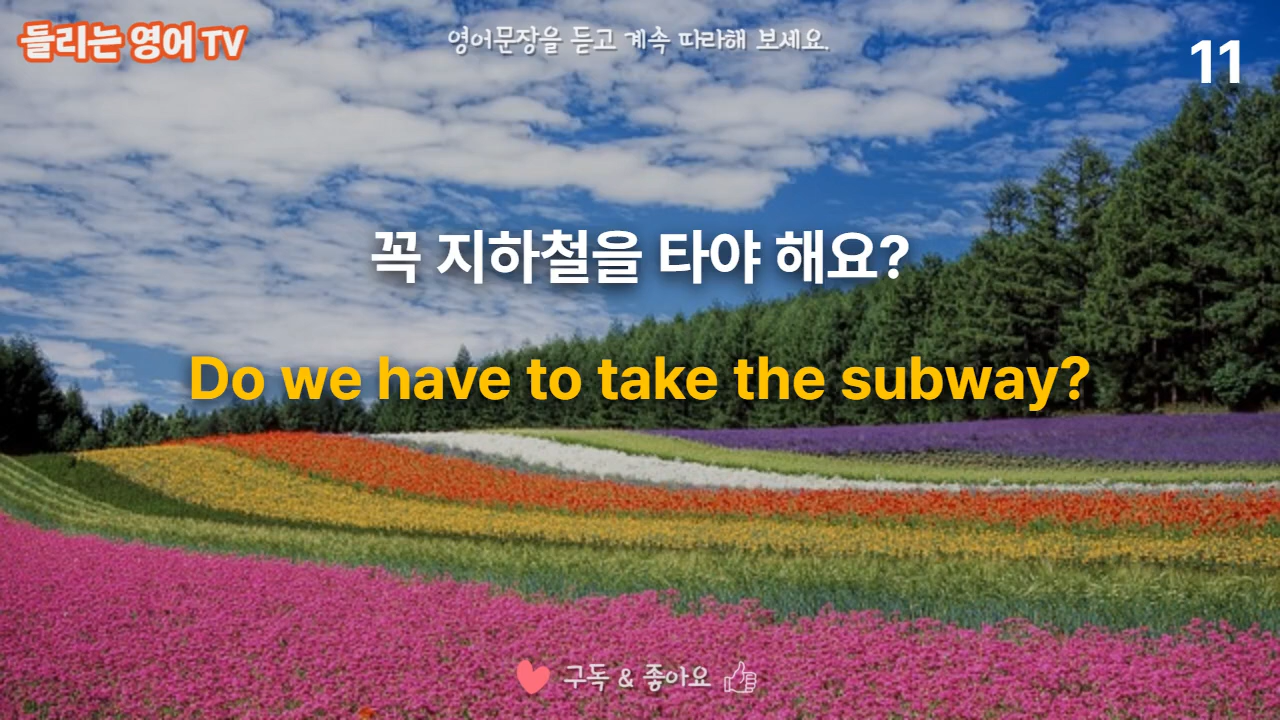 들리는 영어 TV
영어문장을 듣고 계속 따라해 보세요.
11
꼭 지하철을 타야 해요?
Do we have to take the subway?
구독 & 좋아요